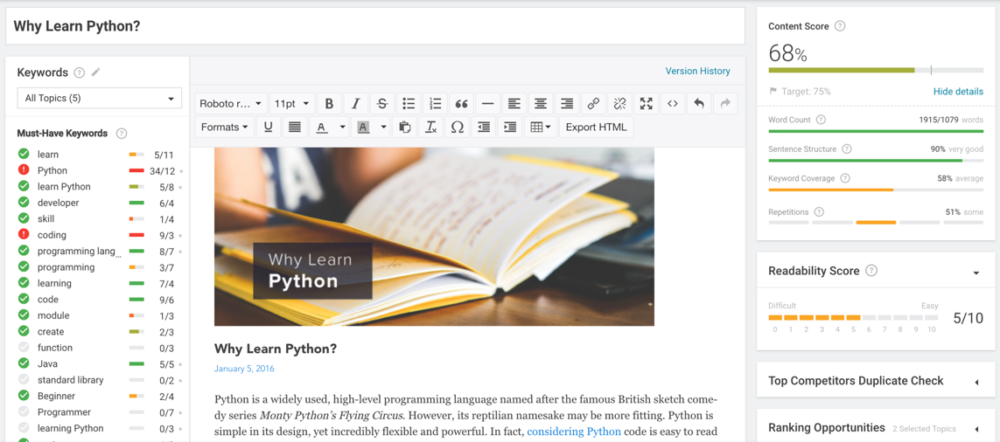 Why Learn Python?
Keywords
All Topics (5)
Must-Have Keywords
learn 5/11
Python 34/12
learn Python 5/8
developer 6/4
skill 1/4
coding 9/3
programming lang... 8/7
programming 3/7
learning 7/4
code 9/6
module 1/3
create 2/3
function 0/3
Java 5/5
standard library 0/2
Beginner 2/4
Programmer 0/7
learning Python 0/3
Version History
Roboto r... 11pt B I S
Formats U A A Ω Export HTML
Why Learn
Python
Why Learn Python?
January 5, 2016
Python is a widely used, high-level programming language named after the famous British sketch come-
dy series Monty Python's Flying Circus. However, its reptilian namesake may be more fitting. Python is
simple in its design, yet incredibly flexible and powerful. In fact, considering Python code is easy to read
Content Score
68%
Target: 75% Hide details
Word Count 1915/1079 words
Sentence Structure 90% very good
Keyword Coverage 58% average
Repetitions 51% some
Readability Score
Difficult Easy
0 1 2 3 4 5 6 7 8 9 10
5/10
Top Competitors Duplicate Check
Ranking Opportunities 2 Selected Topics